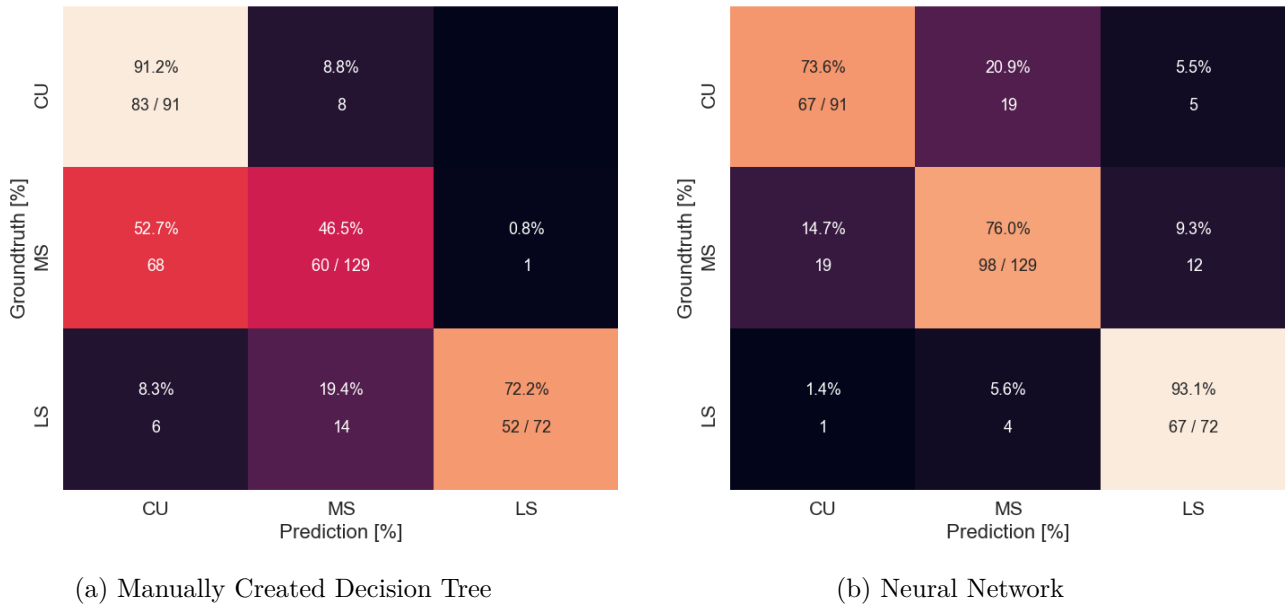 91.2%
83 / 91
8.8%
8
52.7%
68
46.5%
60 / 129
0.8%
1
8.3%
6
19.4%
14
72.2%
52 / 72
CU
MS
LS
Groundtruth [%]
CU
MS
LS
Prediction [%]
(a) Manually Created Decision Tree
73.6%
67 / 91
20.9%
19
5.5%
5
14.7%
19
76.0%
98 / 129
9.3%
12
1.4%
1
5.6%
4
93.1%
67 / 72
CU
MS
LS
Groundtruth [%]
CU
MS
LS
Prediction [%]
(b) Neural Network